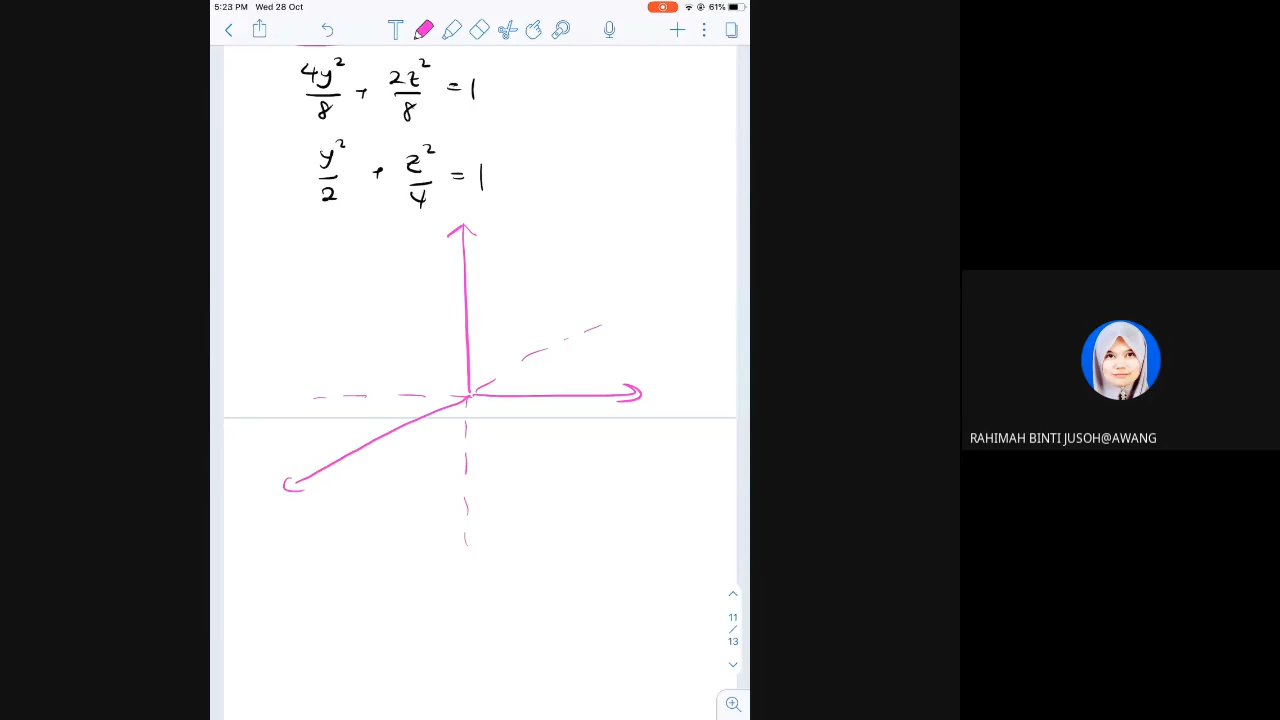 5:23 PM Wed 28 Oct
61%
T
4y²/8 + 2z²/8 = 1
y²/2 + z²/4 = 1
11
/
13
RAHIMAH BINTI JUSOH@AWANG